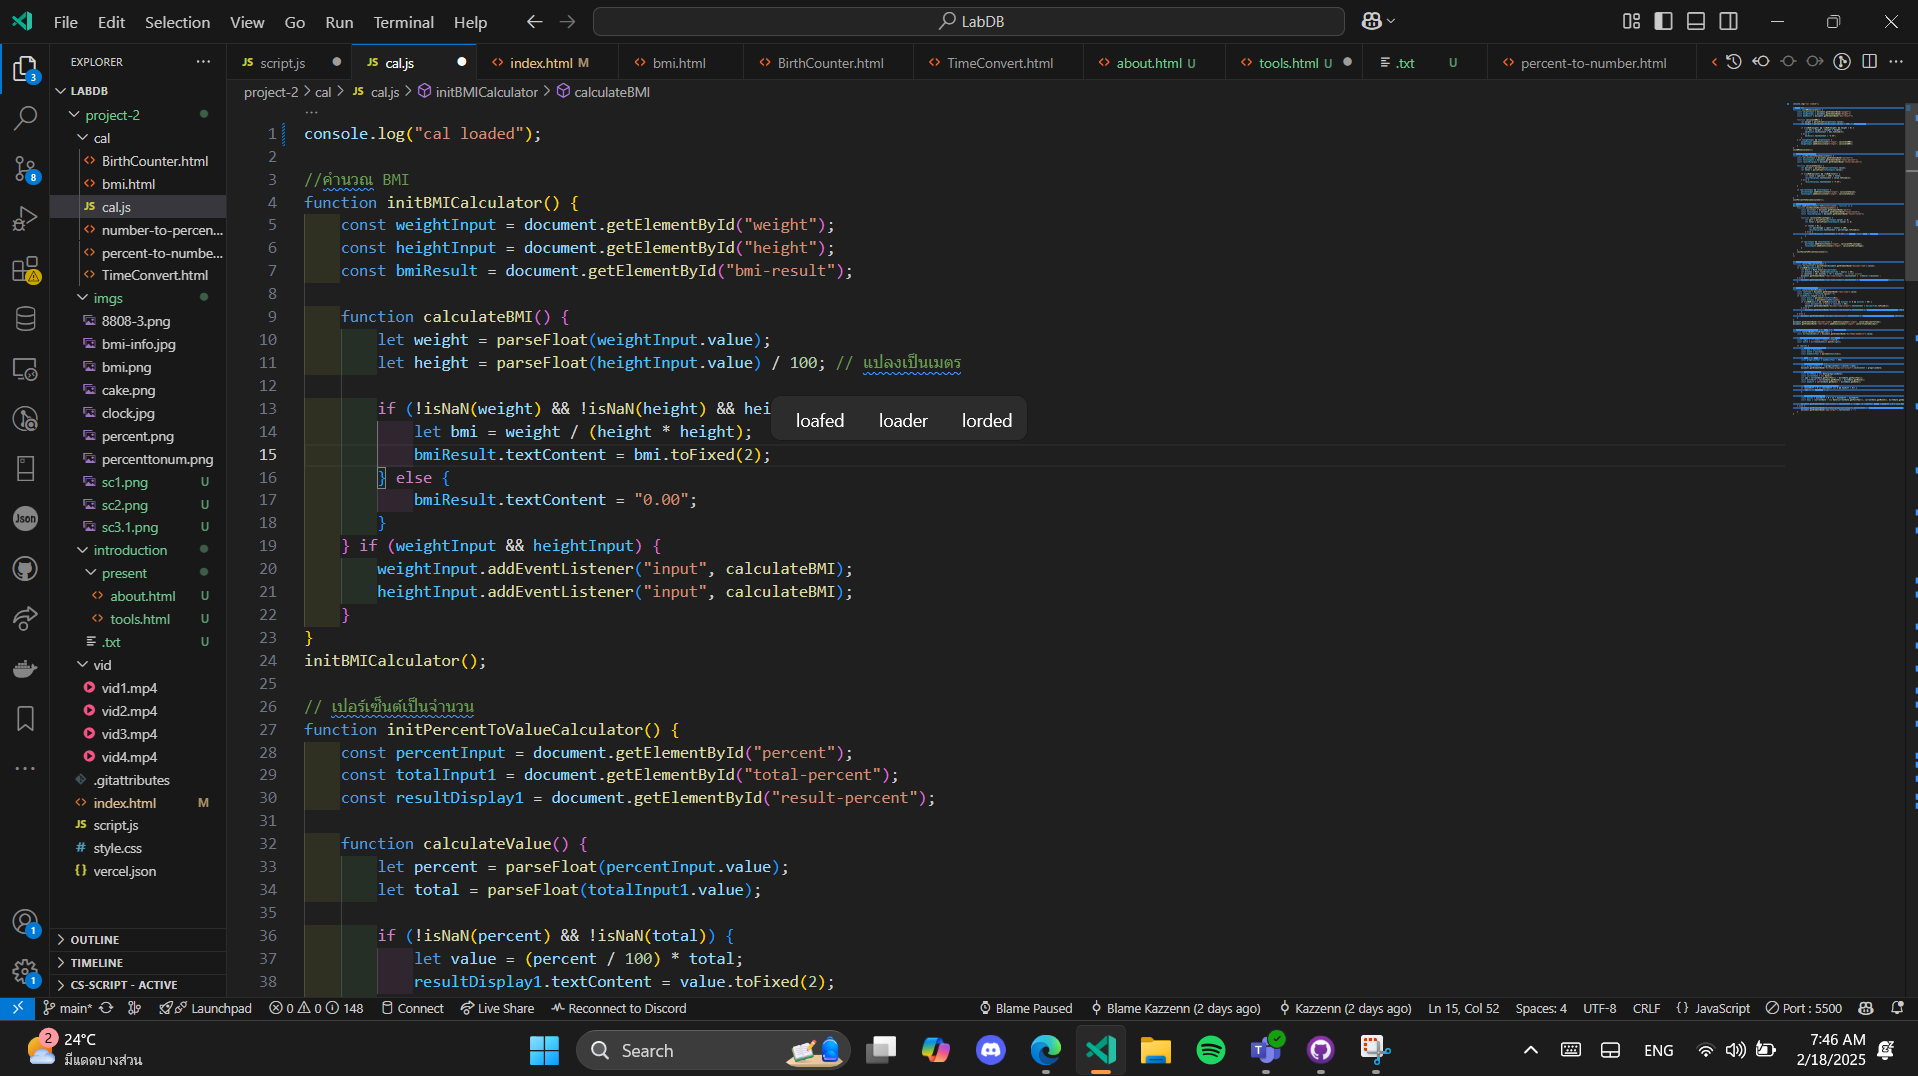 File Edit Selection View Go Run Terminal Help
LabDB
EXPLORER
script.js
cal.js
index.html M
bmi.html
BirthCounter.html
TimeConvert.html
about.html U
tools.html U
.txt U
percent-to-number.html
project-2 > cal > JS cal.js > initBMICalculator > calculateBMI
LABDB
project-2
cal
BirthCounter.html
bmi.html
JS cal.js
number-to-percen...
percent-to-numbe...
TimeConvert.html
imgs
8808-3.png
bmi-info.jpg
bmi.png
cake.png
clock.jpg
percent.png
percenttonum.png
sc1.png U
sc2.png U
sc3.1.png U
introduction
present
about.html U
tools.html U
.txt U
vid
vid1.mp4
vid2.mp4
vid3.mp4
vid4.mp4
.gitattributes
index.html M
JS script.js
# style.css
{} vercel.json
OUTLINE
TIMELINE
CS-SCRIPT - ACTIVE
1 console.log("cal loaded");
2
3 //คำนวณ BMI
4 function initBMICalculator() {
5 const weightInput = document.getElementById("weight");
6 const heightInput = document.getElementById("height");
7 const bmiResult = document.getElementById("bmi-result");
8
9 function calculateBMI() {
10 let weight = parseFloat(weightInput.value);
11 let height = parseFloat(heightInput.value) / 100; // แปลงเป็นเมตร
12
13 if (!isNaN(weight) && !isNaN(height) && hei
loafed loader lorded
14 let bmi = weight / (height * height);
15 bmiResult.textContent = bmi.toFixed(2);
16 } else {
17 bmiResult.textContent = "0.00";
18 }
19 } if (weightInput && heightInput) {
20 weightInput.addEventListener("input", calculateBMI);
21 heightInput.addEventListener("input", calculateBMI);
22 }
23 }
24 initBMICalculator();
25
26 // เปอร์เซ็นต์เป็นจำนวน
27 function initPercentToValueCalculator() {
28 const percentInput = document.getElementById("percent");
29 const totalInput1 = document.getElementById("total-percent");
30 const resultDisplay1 = document.getElementById("result-percent");
31
32 function calculateValue() {
33 let percent = parseFloat(percentInput.value);
34 let total = parseFloat(totalInput1.value);
35
36 if (!isNaN(percent) && !isNaN(total)) {
37 let value = (percent / 100) * total;
38 resultDisplay1.textContent = value.toFixed(2);
main* Launchpad 0 0 148 Connect Live Share Reconnect to Discord
Blame Paused Blame Kazzenn (2 days ago) Kazzenn (2 days ago) Ln 15, Col 52 Spaces: 4 UTF-8 CRLF {} JavaScript Port : 5500
2 24°C
มีแดดบางส่วน
Search
ENG
7:46 AM
2/18/2025